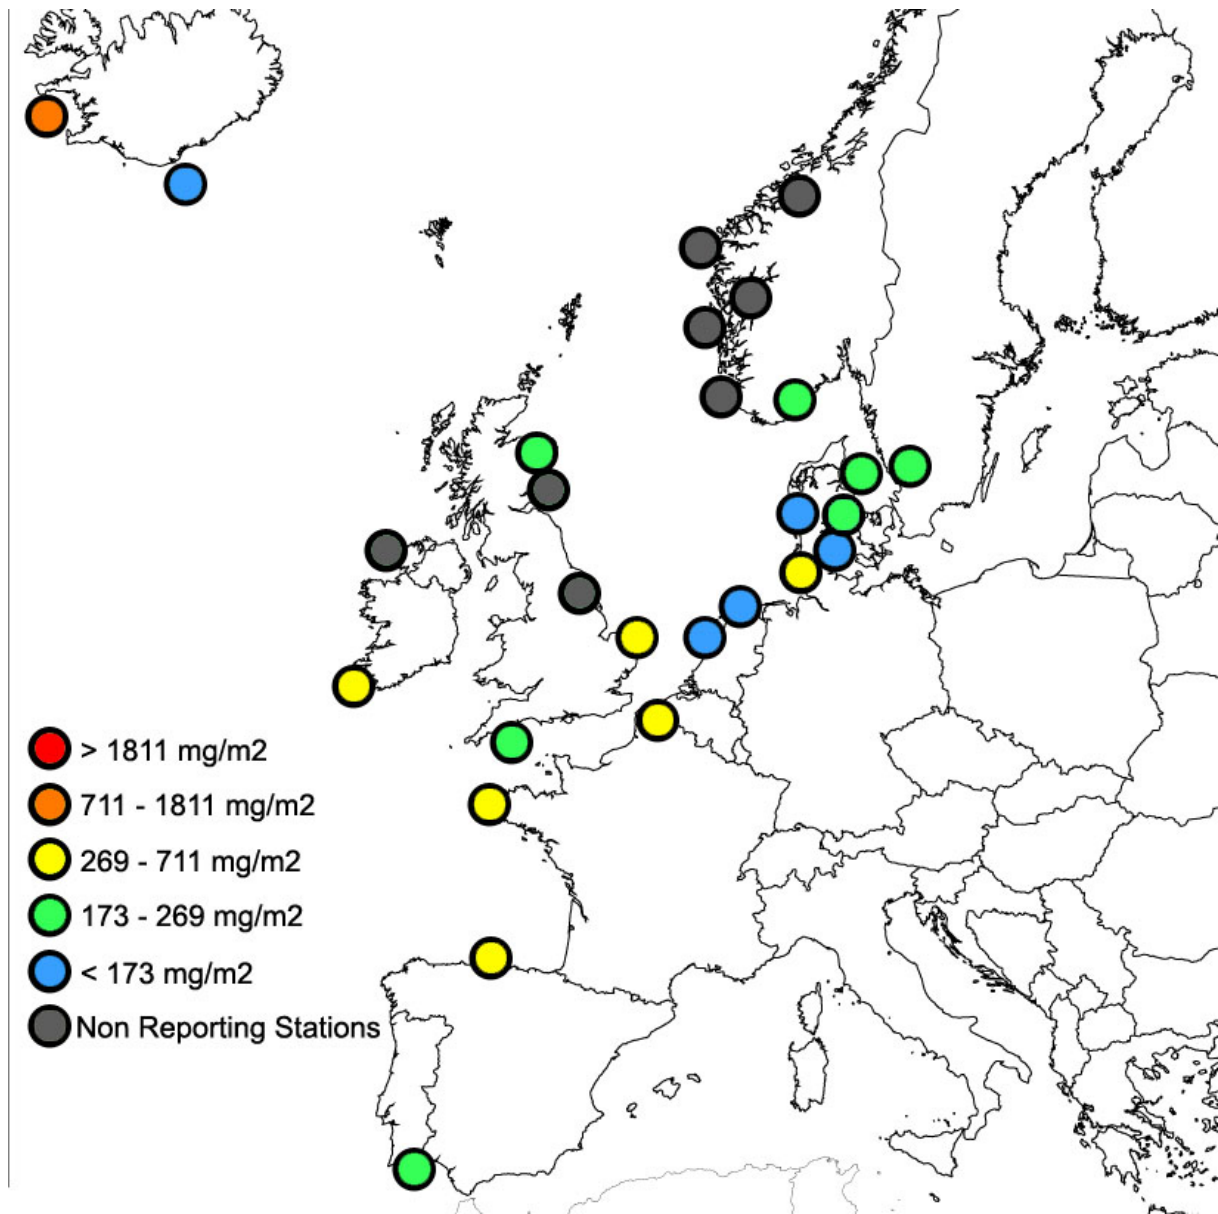 > 1811 mg/m2
711 - 1811 mg/m2
269 - 711 mg/m2
173 - 269 mg/m2
< 173 mg/m2
Non Reporting Stations